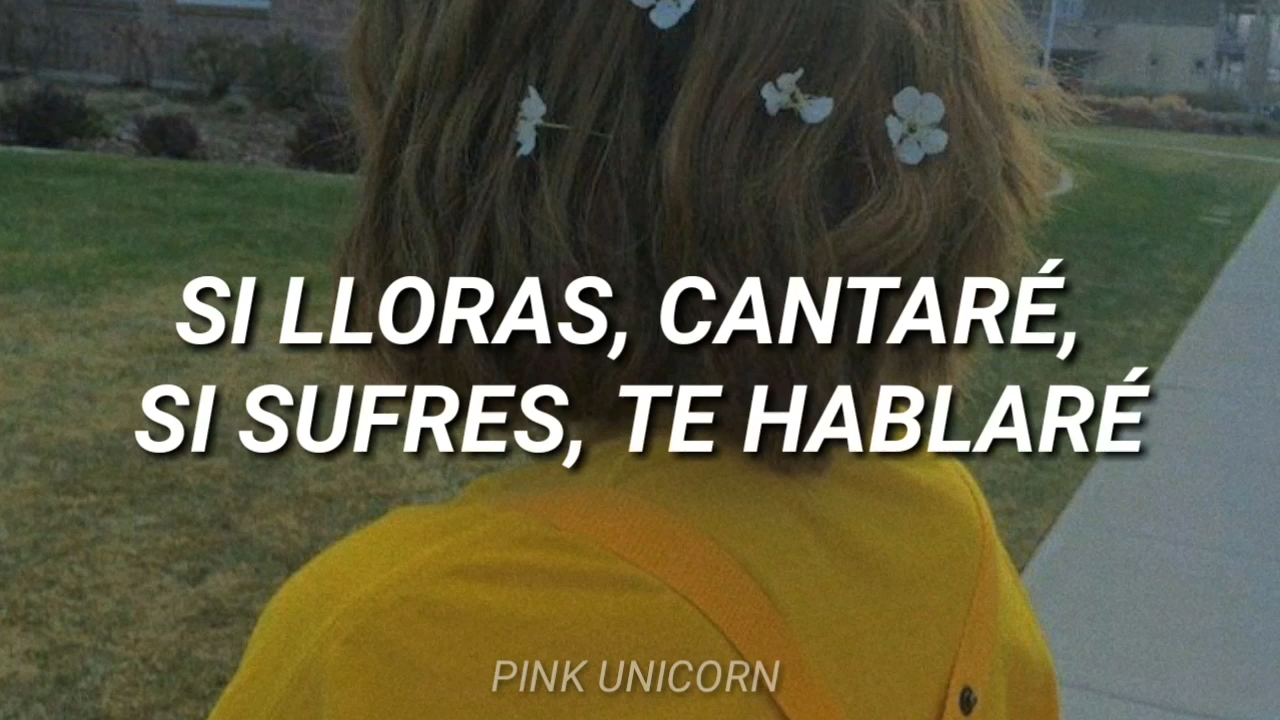 SI LLORAS, CANTARÉ,
SI SUFRES, TE HABLARÉ
PINK UNICORN